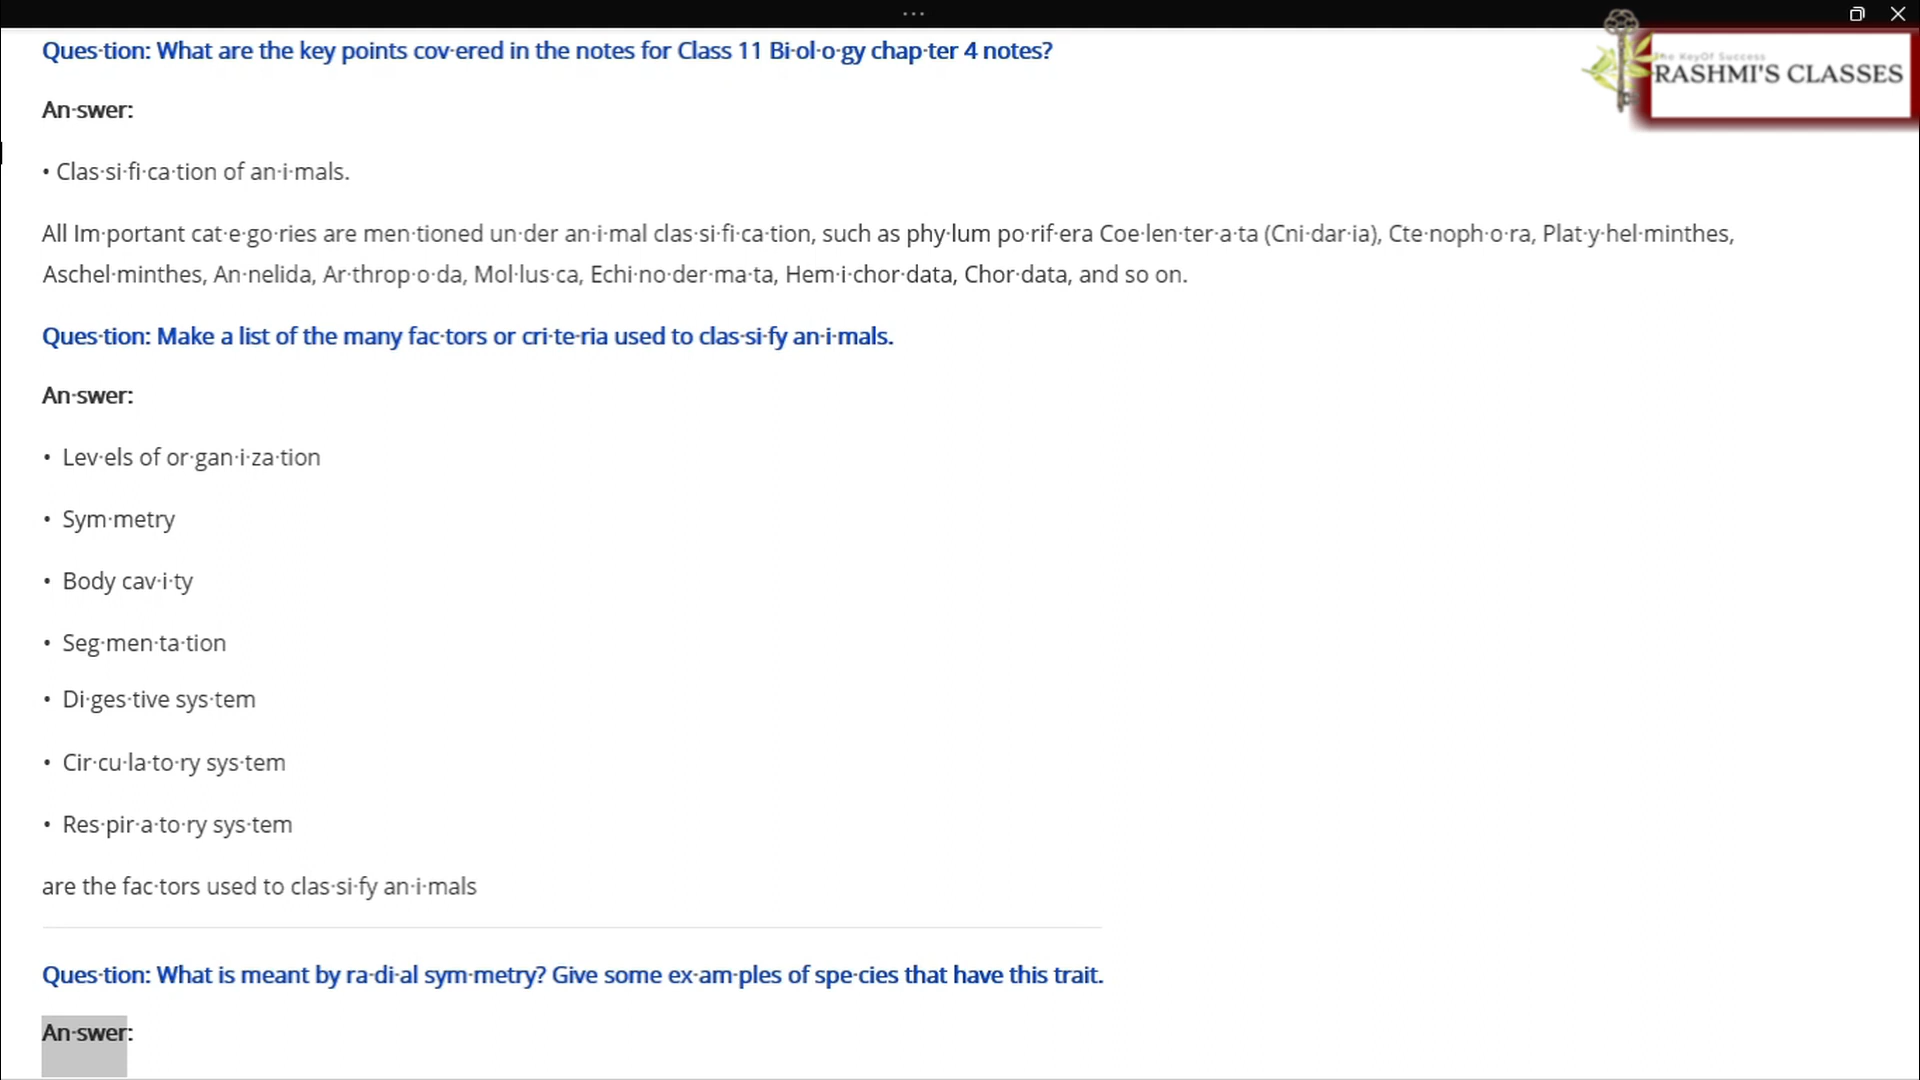 Ques·tion: What are the key points cov·ered in the notes for Class 11 Bi·ol·o·gy chap·ter 4 notes?
The KeyOf Success
RASHMI'S CLASSES
An·swer:
• Clas·si·fi·ca·tion of an·i·mals.
All Im·portant cat·e·go·ries are men·tioned un·der an·i·mal clas·si·fi·ca·tion, such as phy·lum po·rif·era Coe·len·ter·a·ta (Cni·dar·ia), Cte·noph·o·ra, Plat·y·hel·minthes,
Aschel·minthes, An·nelida, Ar·throp·o·da, Mol·lus·ca, Echi·no·der·ma·ta, Hem·i·chor·data, Chor·data, and so on.
Ques·tion: Make a list of the many fac·tors or cri·te·ria used to clas·si·fy an·i·mals.
An·swer:
• Lev·els of or·gan·i·za·tion
• Sym·metry
• Body cav·i·ty
• Seg·men·ta·tion
• Di·ges·tive sys·tem
• Cir·cu·la·to·ry sys·tem
• Res·pir·a·to·ry sys·tem
are the fac·tors used to clas·si·fy an·i·mals
Ques·tion: What is meant by ra·di·al sym·metry? Give some ex·am·ples of spe·cies that have this trait.
An·swer: